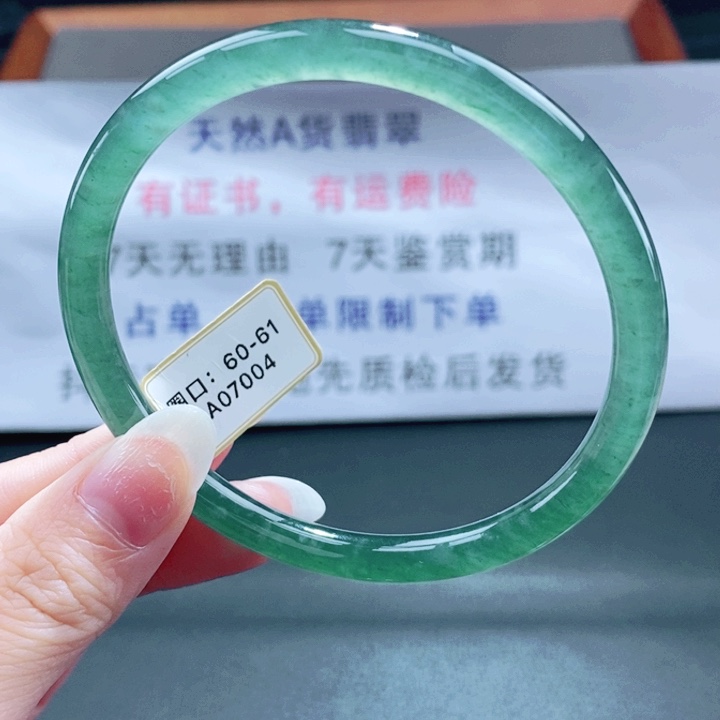 天然A货翡翠
有证书，有运费险
7天无理由 7天鉴赏期
占单 单限制下单
先质检后发货
圈口：60-61
A07004